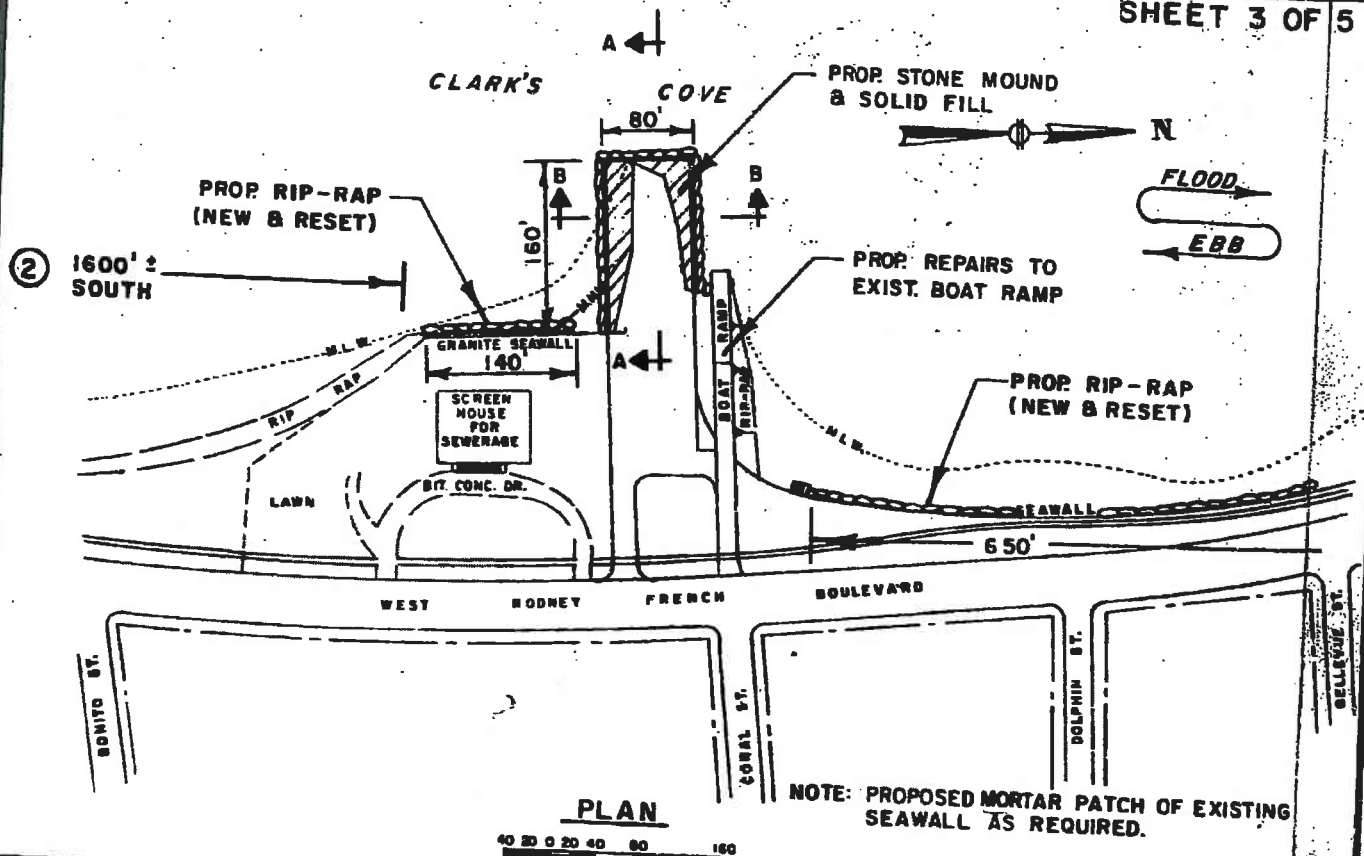 SHEET 3 OF 5
A
CLARK'S COVE
PROP. STONE MOUND
& SOLID FILL
80'
N
B
B
FLOOD
EBB
PROP. RIP-RAP
(NEW & RESET)
160'
2 1600' ±
SOUTH
PROP. REPAIRS TO
EXIST. BOAT RAMP
M.L.W.
GRANITE SEAWALL
140'
A
BOAT RAMP
RIP-RAP
PROP. RIP-RAP
(NEW & RESET)
RIP RAP
SCREEN
HOUSE
FOR
SEWERAGE
M.L.W.
BIT. CONC. DR.
LAWN
SEAWALL
650'
WEST RODNEY FRENCH BOULEVARD
BONITO ST.
CORAL ST.
DOLPHIN ST.
BELLEVUE ST.
NOTE: PROPOSED MORTAR PATCH OF EXISTING
SEAWALL AS REQUIRED.
PLAN
40 20 0 20 40 80 160